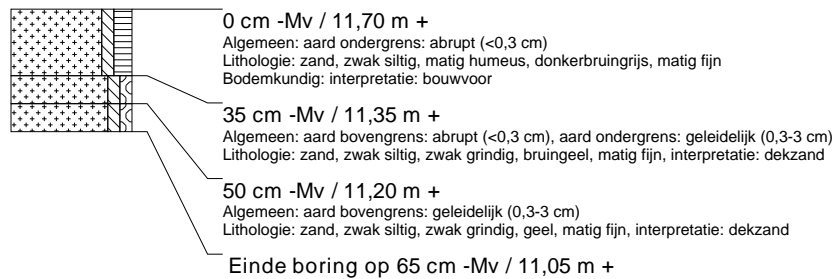 0 cm -Mv / 11,70 m +
Algemeen: aard ondergrens: abrupt (<0,3 cm)
Lithologie: zand, zwak siltig, matig humeus, donkerbruingrijs, matig fijn
Bodemkundig: interpretatie: bouwvoor
35 cm -Mv / 11,35 m +
Algemeen: aard bovengrens: abrupt (<0,3 cm), aard ondergrens: geleidelijk (0,3-3 cm)
Lithologie: zand, zwak siltig, zwak grindig, bruingeel, matig fijn, interpretatie: dekzand
50 cm -Mv / 11,20 m +
Algemeen: aard bovengrens: geleidelijk (0,3-3 cm)
Lithologie: zand, zwak siltig, zwak grindig, geel, matig fijn, interpretatie: dekzand
Einde boring op 65 cm -Mv / 11,05 m +